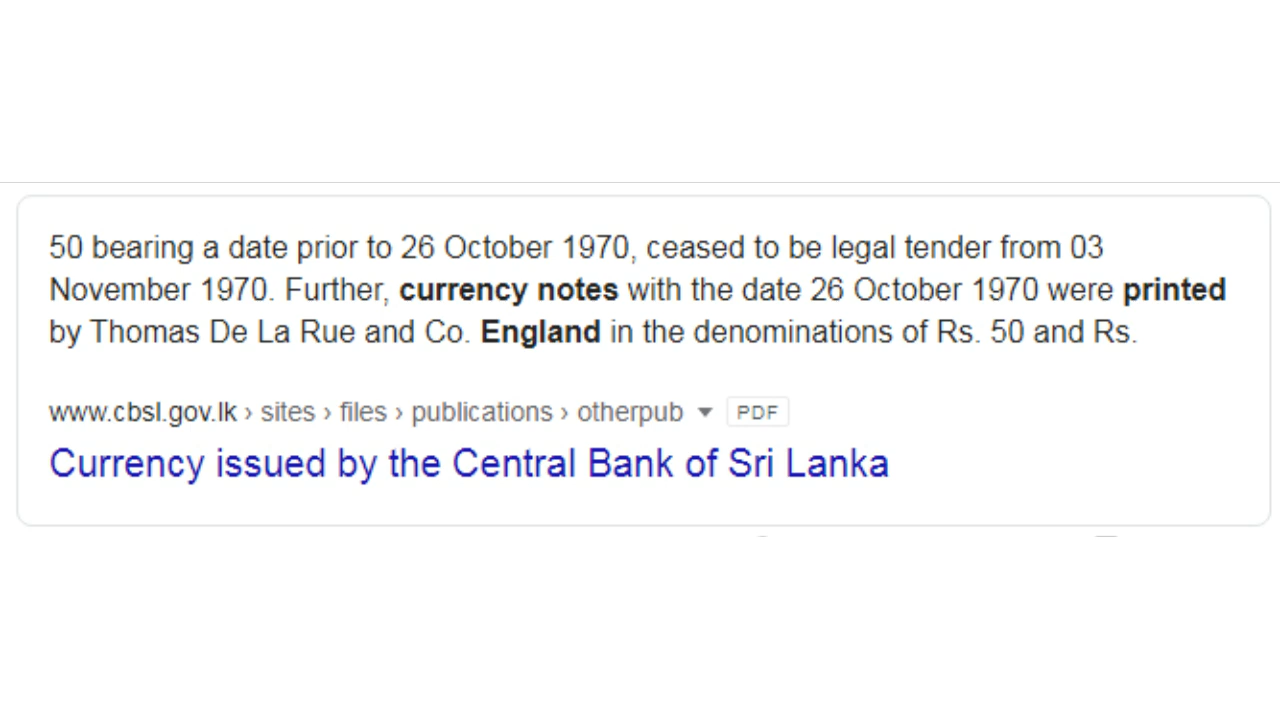 50 bearing a date prior to 26 October 1970, ceased to be legal tender from 03
November 1970. Further, currency notes with the date 26 October 1970 were printed
by Thomas De La Rue and Co. England in the denominations of Rs. 50 and Rs.
www.cbsl.gov.lk › sites › files › publications › otherpub ▼ PDF
Currency issued by the Central Bank of Sri Lanka